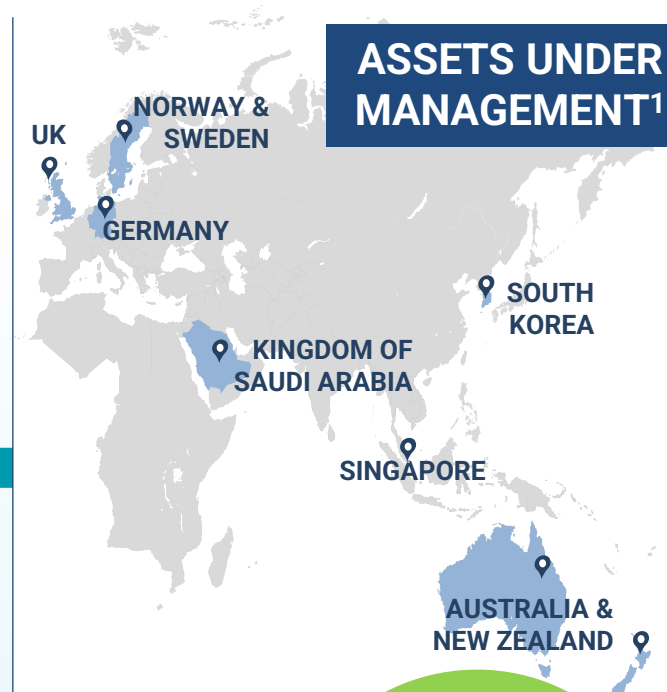 ASSETS UNDER
MANAGEMENT¹
NORWAY &
SWEDEN
UK
GERMANY
SOUTH
KOREA
KINGDOM OF
SAUDI ARABIA
SINGAPORE
AUSTRALIA &
NEW ZEALAND